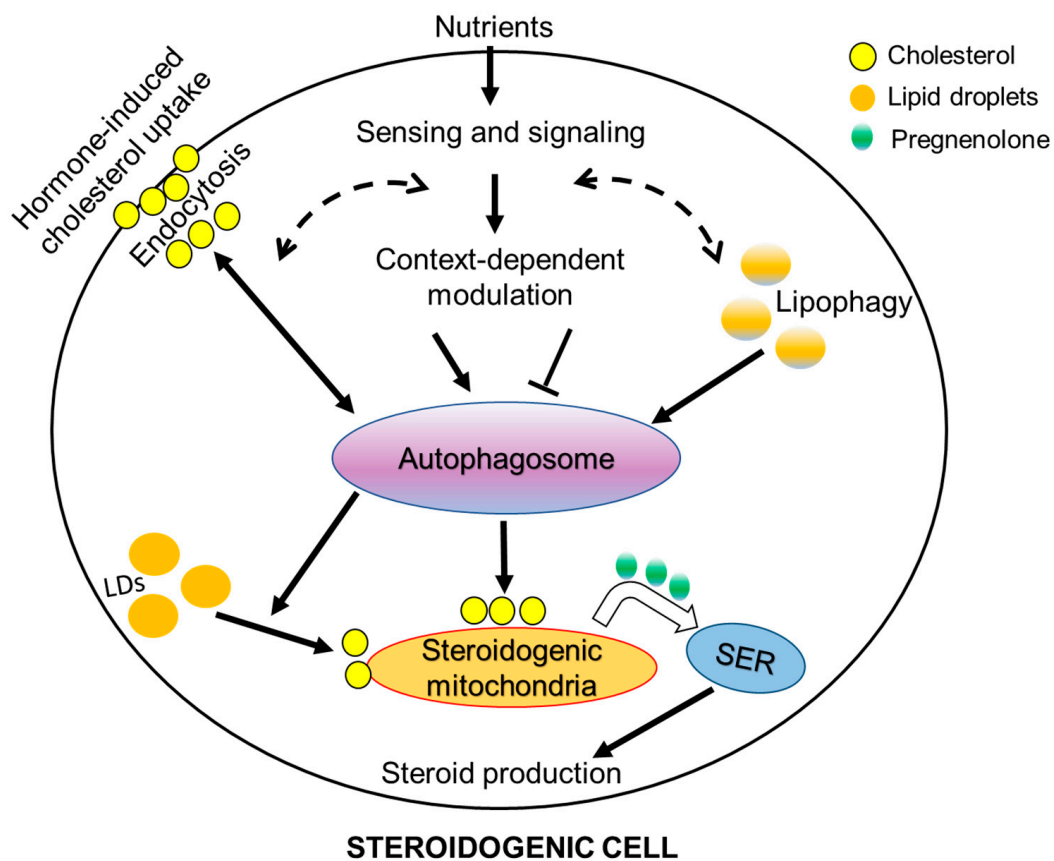 Nutrients
Cholesterol
Lipid droplets
Pregnenolone
Hormone-induced
cholesterol uptake
Endocytosis
Sensing and signaling
Context-dependent
modulation
Lipophagy
Autophagosome
LDs
Steroidogenic
mitochondria
SER
Steroid production
STEROIDOGENIC CELL